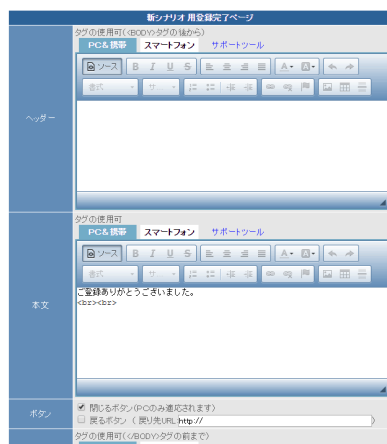 新シナリオ 用登録完了ページ
タグの使用可(<BODY>タグの後から)
PC&携帯 スマートフォン サポートツール
ソース B I U S A
書式 サ...
ヘッダー
タグの使用可
PC&携帯 スマートフォン サポートツール
ソース B I U S A
書式 サ...
本文
ご登録ありがとうございました。
<br><br>
ボタン
閉じるボタン(PCのみ適応されます)
戻るボタン ( 戻り先URL http:// )
タグの使用可(</BODY>タグの前まで)